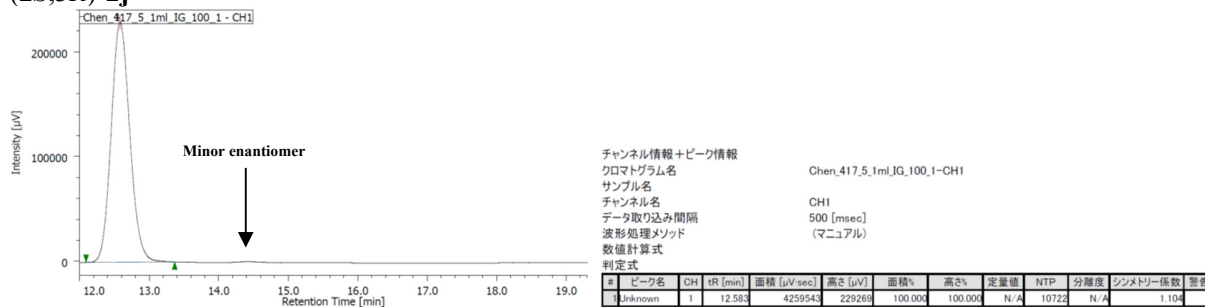 Chen_417_5_1ml_IG_100_1 - CH1
200000
100000
0
Intensity [µV]
Minor enantiomer
12.0 13.0 14.0 15.0 16.0 17.0 18.0 19.0
Retention Time [min]
チャンネル情報+ピーク情報
クロマトグラム名 Chen_417_5_1ml_IG_100_1-CH1
サンプル名
チャンネル名 CH1
データ取り込み間隔 500 [msec]
波形処理メソッド (マニュアル)
数値計算式
判定式
# ピーク名 CH tR [min] 面積 [µV·sec] 高さ [µV] 面積% 高さ% 定量値 NTP 分離度 シンメトリー係数 警告
1 Unknown 1 12.583 4259543 229269 100.000 100.000 N/A 10722 N/A 1.104